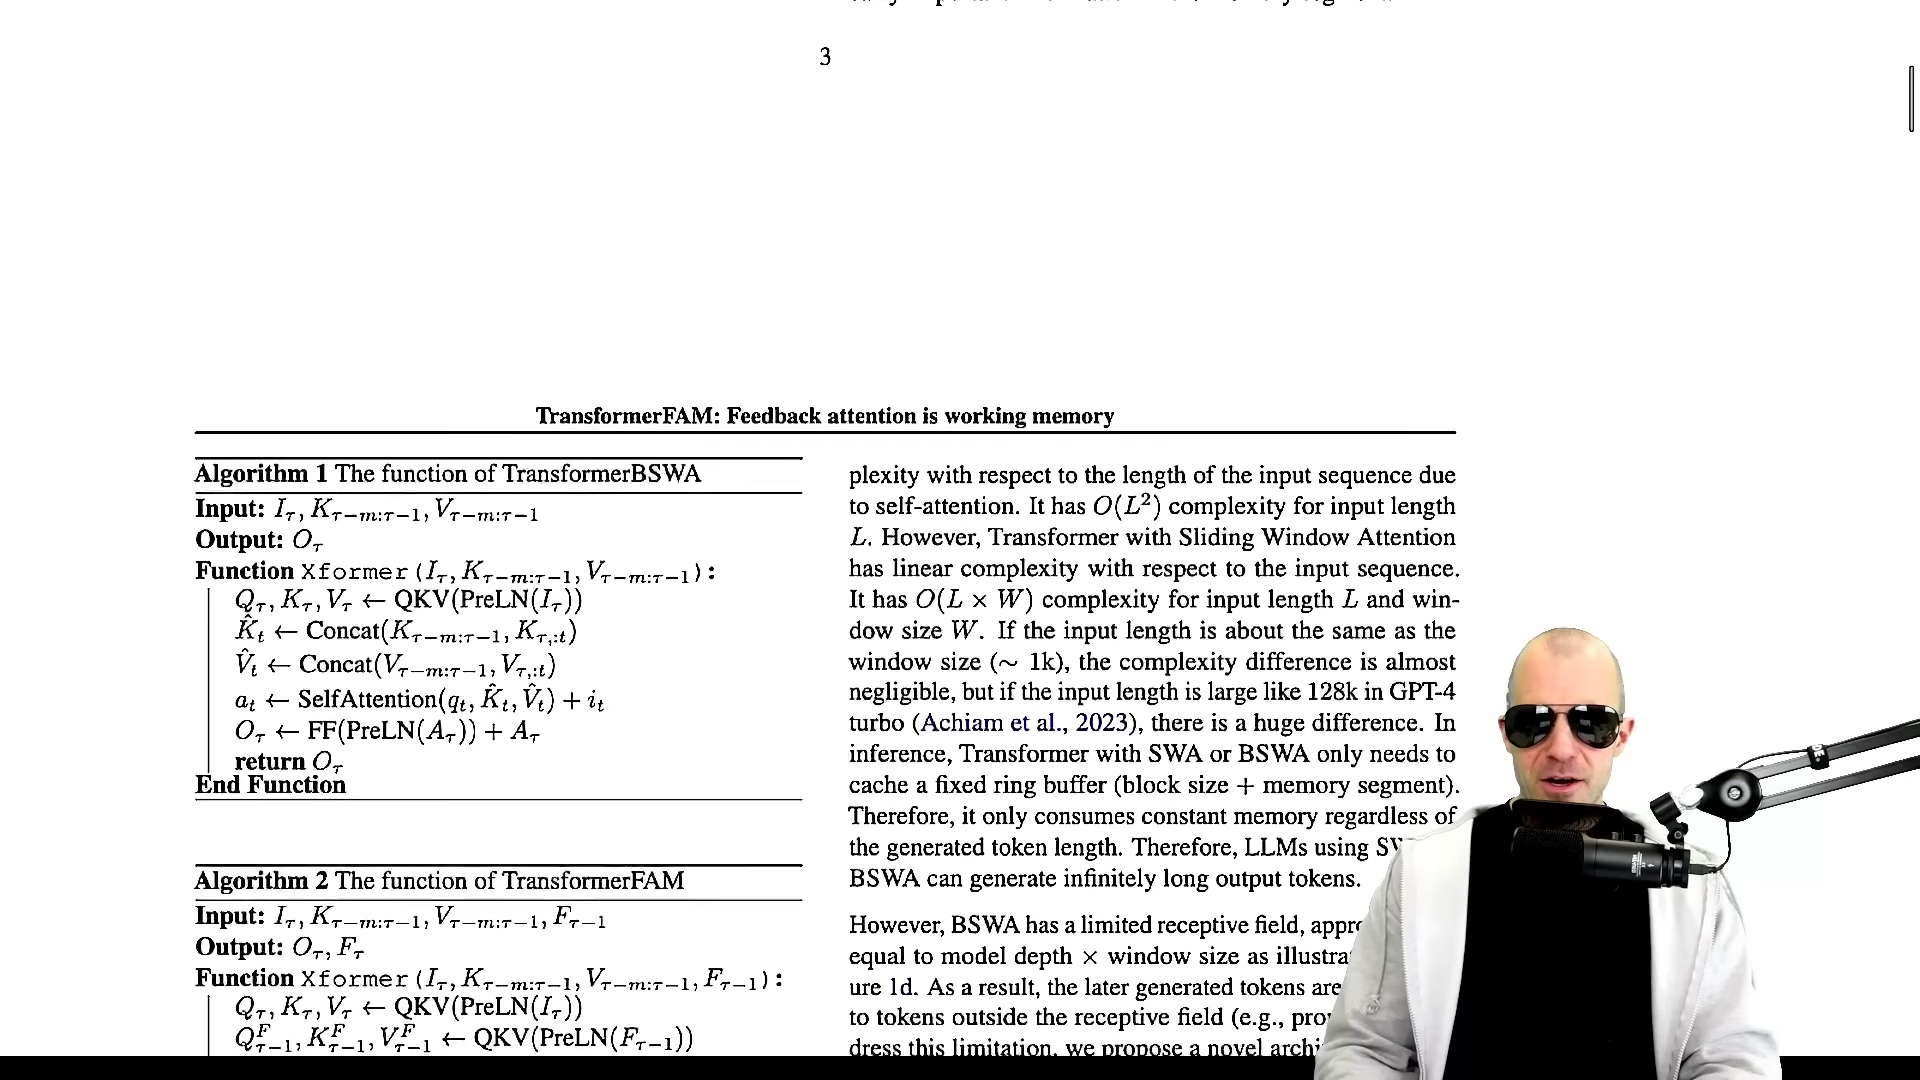 3
TransformerFAM: Feedback attention is working memory
Algorithm 1 The function of TransformerBSWA
Input: I_τ, K_{τ−m:τ−1}, V_{τ−m:τ−1}
Output: O_τ
Function Xformer(I_τ, K_{τ−m:τ−1}, V_{τ−m:τ−1}):
Q_τ, K_τ, V_τ ← QKV(PreLN(I_τ))
K̂_t ← Concat(K_{τ−m:τ−1}, K_{τ,:t})
V̂_t ← Concat(V_{τ−m:τ−1}, V_{τ,:t})
a_t ← SelfAttention(q_t, K̂_t, V̂_t) + i_t
O_τ ← FF(PreLN(A_τ)) + A_τ
return O_τ
End Function
Algorithm 2 The function of TransformerFAM
Input: I_τ, K_{τ−m:τ−1}, V_{τ−m:τ−1}, F_{τ−1}
Output: O_τ, F_τ
Function Xformer(I_τ, K_{τ−m:τ−1}, V_{τ−m:τ−1}, F_{τ−1}):
Q_τ, K_τ, V_τ ← QKV(PreLN(I_τ))
Q^F_{τ−1}, K^F_{τ−1}, V^F_{τ−1} ← QKV(PreLN(F_{τ−1}))
plexity with respect to the length of the input sequence due
to self-attention. It has O(L²) complexity for input length
L. However, Transformer with Sliding Window Attention
has linear complexity with respect to the input sequence.
It has O(L × W) complexity for input length L and win-
dow size W. If the input length is about the same as the
window size (∼ 1k), the complexity difference is almost
negligible, but if the input length is large like 128k in GPT-4
turbo (Achiam et al., 2023), there is a huge difference. In
inference, Transformer with SWA or BSWA only needs to
cache a fixed ring buffer (block size + memory segment).
Therefore, it only consumes constant memory regardless of
the generated token length. Therefore, LLMs using
BSWA can generate infinitely long output tokens.
However, BSWA has a limited receptive field,
equal to model depth × window size as
ure 1d. As a result, the later generated tokens are
to tokens outside the receptive field (e.g.,
dress this limitation, we propose a novel